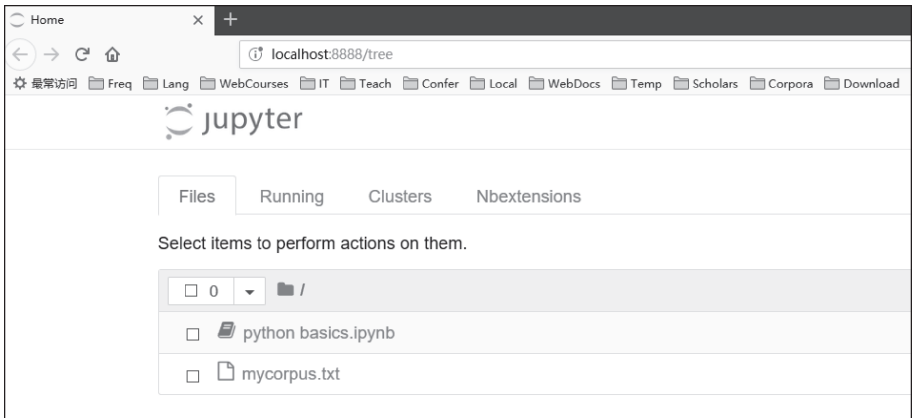 Home × +
localhost:8888/tree
最常访问 Freq Lang WebCourses IT Teach Confer Local WebDocs Temp Scholars Corpora Download
jupyter
Files Running Clusters Nbextensions
Select items to perform actions on them.
0 /
python basics.ipynb
mycorpus.txt